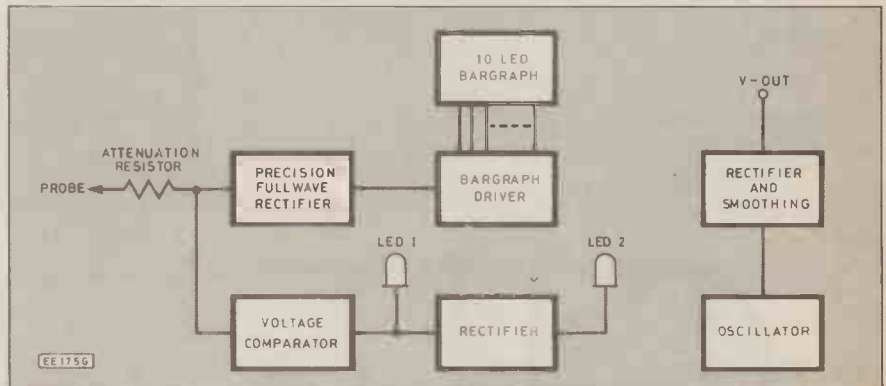 10 LED
BARGRAPH
V-OUT
ATTENUATION
RESISTOR
PROBE
PRECISION
FULLWAVE
RECTIFIER
BARGRAPH
DRIVER
RECTIFIER
AND
SMOOTHING
LED 1
LED 2
VOLTAGE
COMPARATOR
RECTIFIER
OSCILLATOR
EE175G